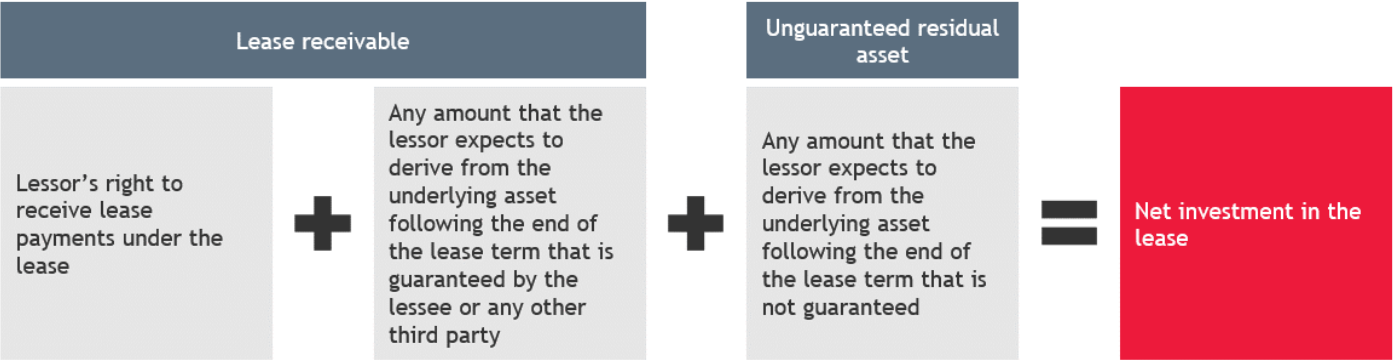 Lease receivable
Unguaranteed residual
asset
Lessor’s right to
receive lease
payments under the
lease
Any amount that the
lessor expects to
derive from the
underlying asset
following the end of
the lease term that is
guaranteed by the
lessee or any other
third party
Any amount that the
lessor expects to
derive from the
underlying asset
following the end of
the lease term that is
not guaranteed
Net investment in the
lease